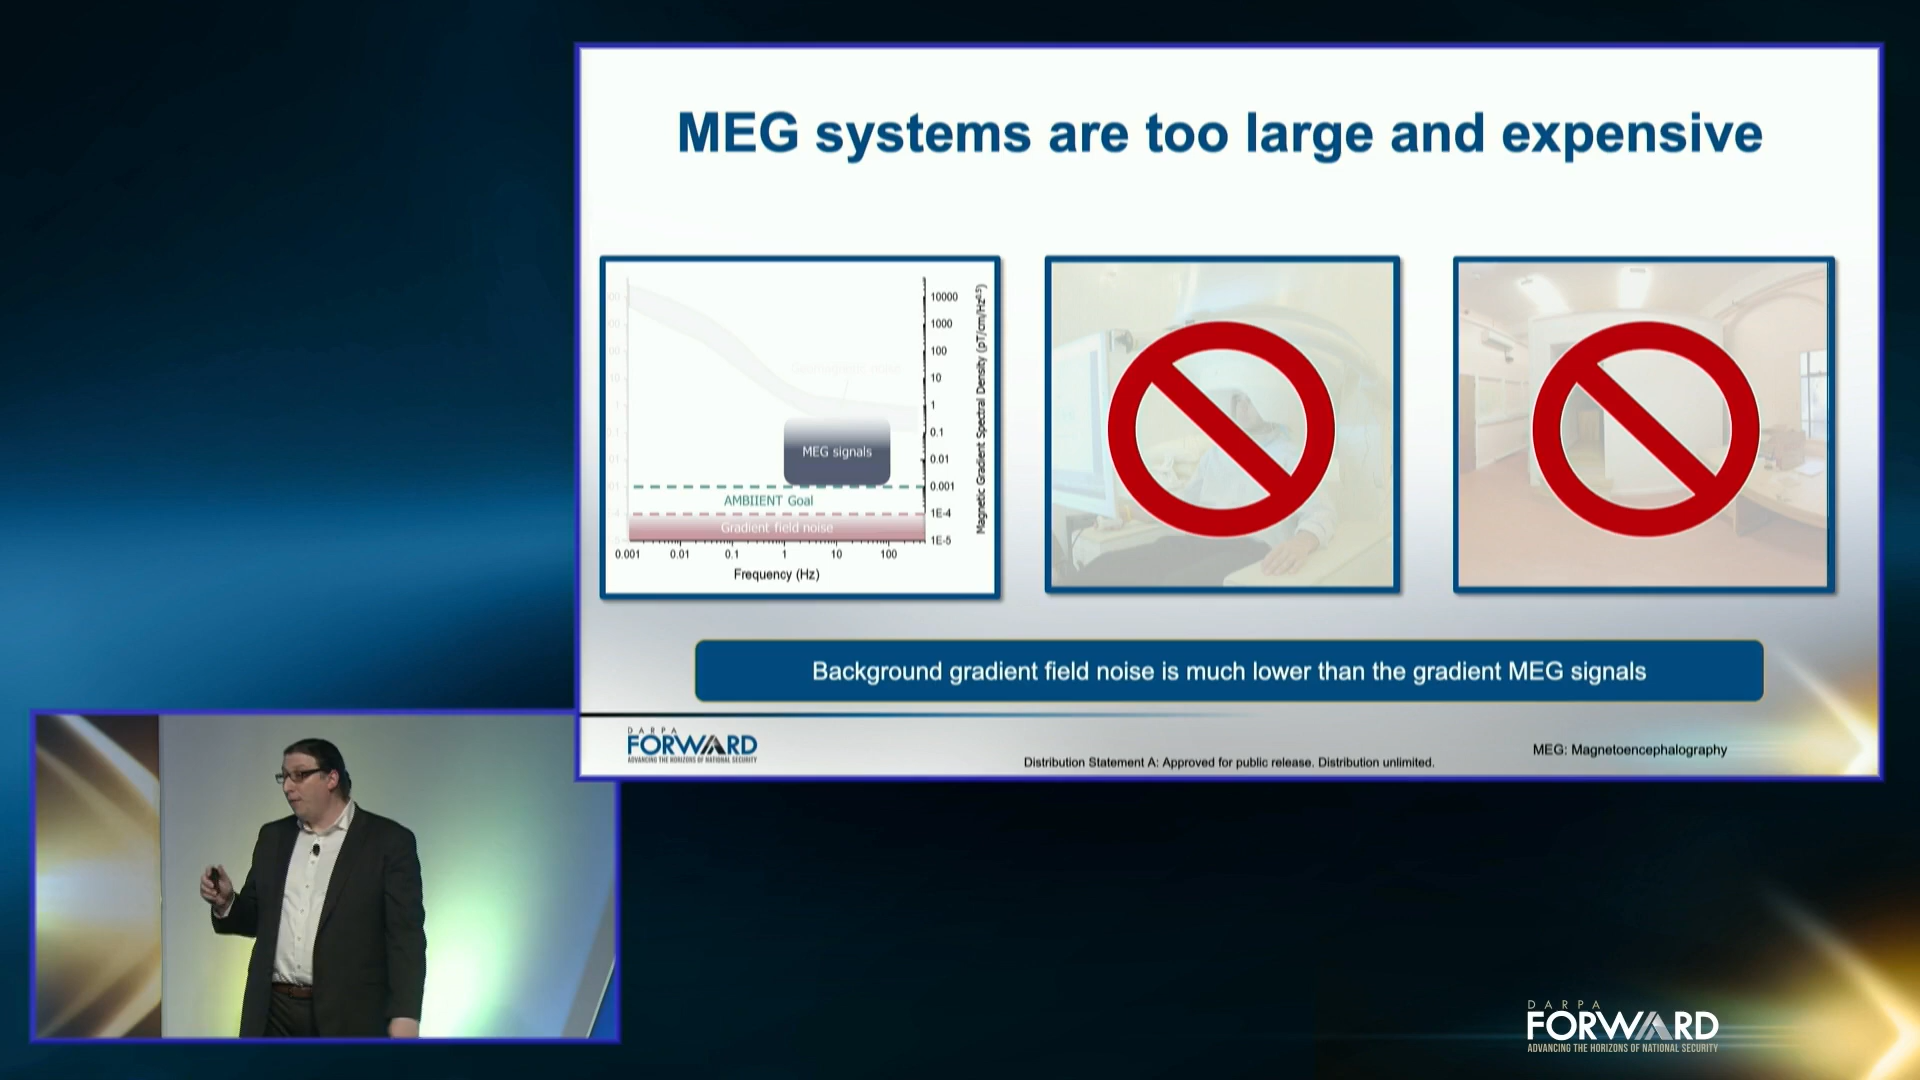 MEG systems are too large and expensive
10000
1000
100
10
1
0.1
0.01
0.001
1E-4
1E-5
Magnetic Gradient Spectral Density (pT/cm/Hz^0.5)
MEG signals
AMBIIENT Goal
Gradient field noise
0.001 0.01 0.1 1 10 100
Frequency (Hz)
Background gradient field noise is much lower than the gradient MEG signals
DARPA
FORWARD
ADVANCING THE HORIZONS OF NATIONAL SECURITY
Distribution Statement A: Approved for public release. Distribution unlimited.
MEG: Magnetoencephalography
DARPA
FORWARD
ADVANCING THE HORIZONS OF NATIONAL SECURITY